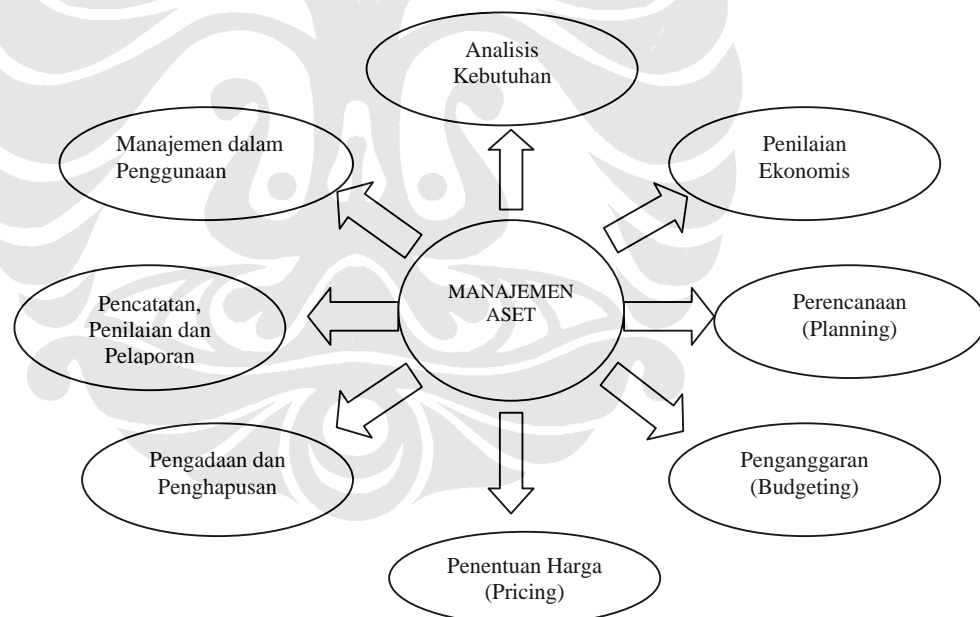 Analisis
Kebutuhan
Manajemen dalam
Penggunaan
Penilaian
Ekonomis
MANAJEMEN
ASET
Pencatatan,
Penilaian dan
Pelaporan
Perencanaan
(Planning)
Pengadaan dan
Penghapusan
Penganggaran
(Budgeting)
Penentuan Harga
(Pricing)